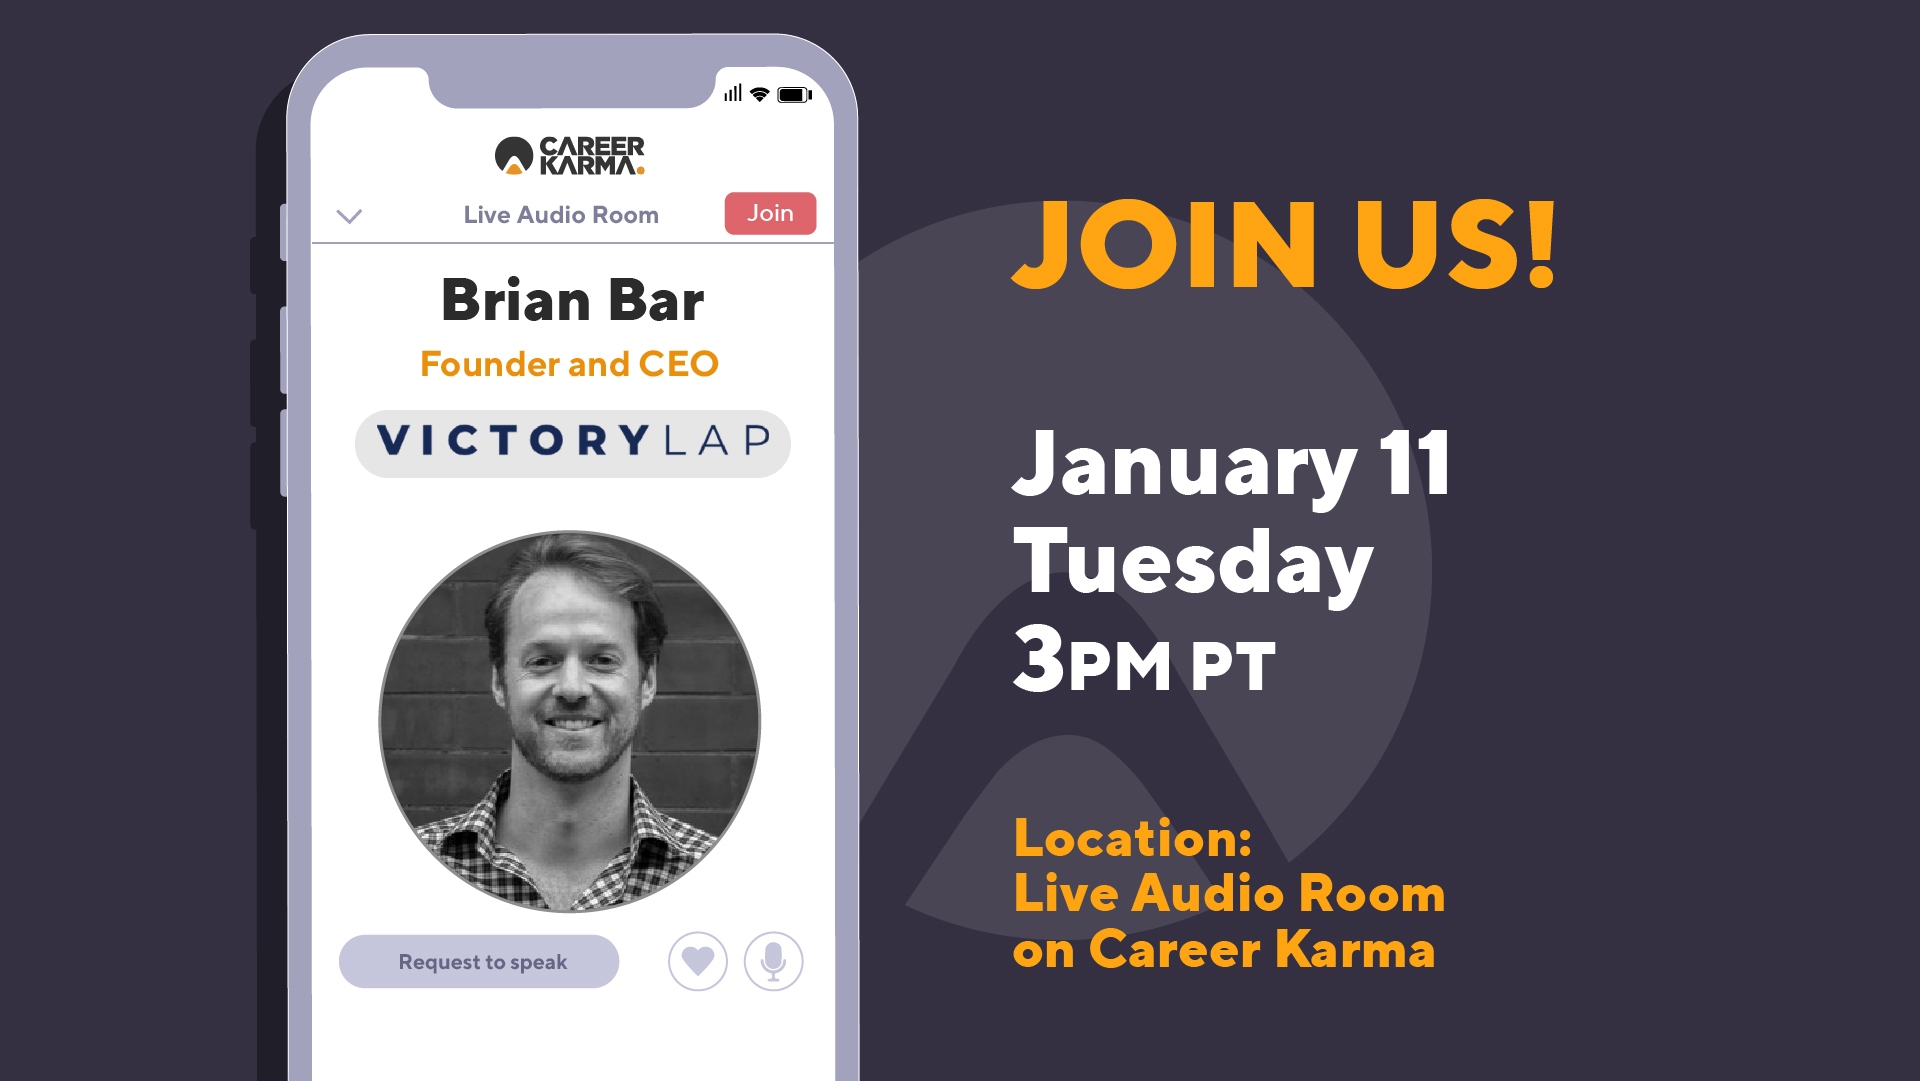 CAREER
KARMA.
Live Audio Room
Join
Brian Bar
Founder and CEO
VICTORYLAP
Request to speak
JOIN US!
January 11
Tuesday
3PM PT
Location:
Live Audio Room
on Career Karma